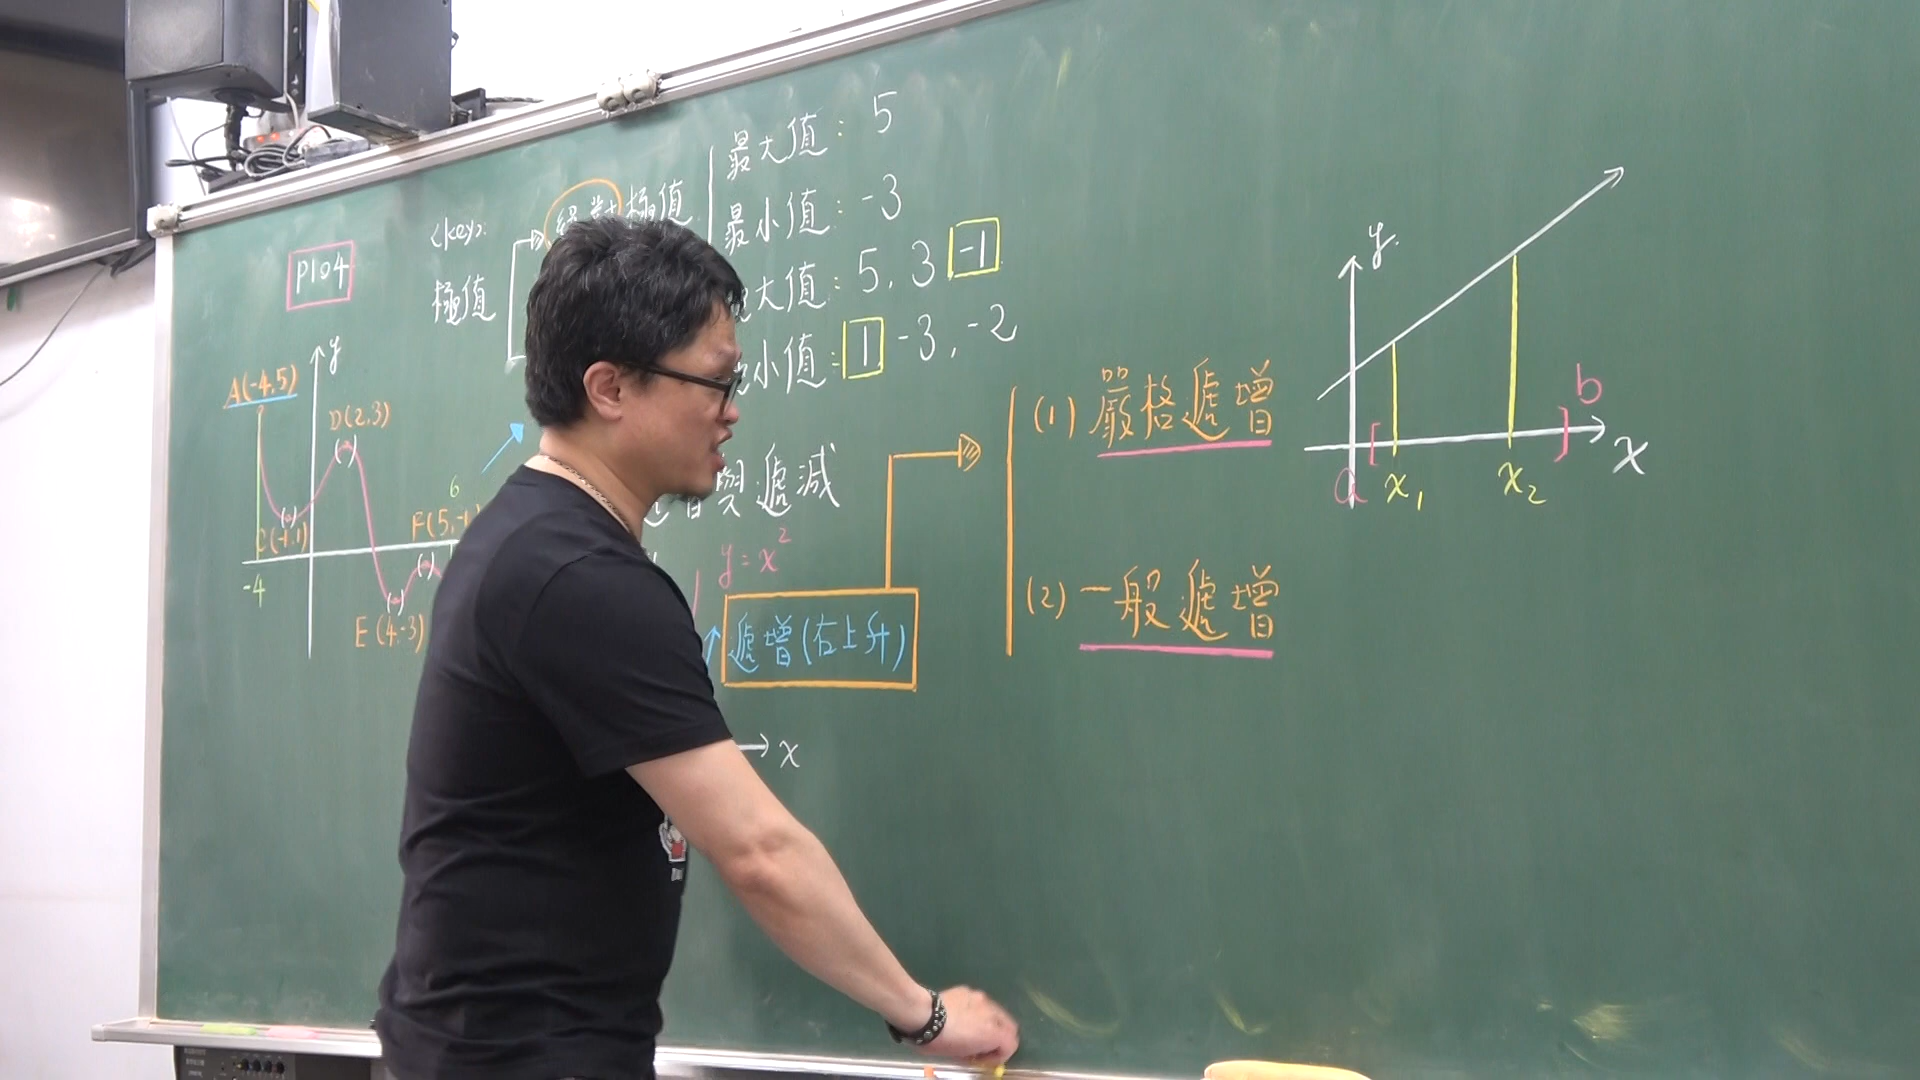 P104
<key>:
極值
絕對極值
最大值: 5
最小值: -3
大值: 5, 3 -1
小值: 1 -3, -2
y
A(-4,5)
D(2,3)
C(-1,1)
6
F(5,-1
-4
E(4,-3)
增與遞減
y=x²
遞增(右上升)
x
(1) 嚴格遞增
(2) 一般遞增
y
a
x₁
x₂
b
x